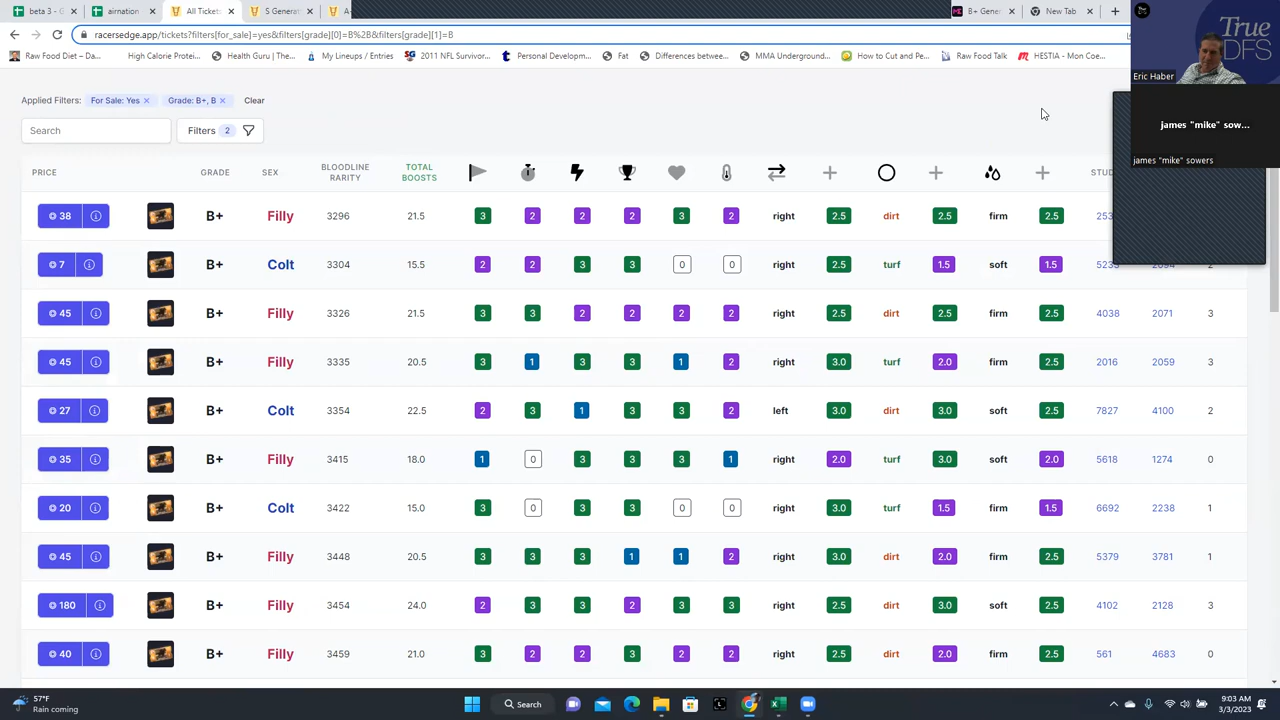 beta 3 - G
airnation
All Ticket
S Generat
A
B+ Gener
New Tab
racersedge.app/tickets?filters[for_sale]=yes&filters[grade][0]=B%2B&filters[grade][1]=B
Raw Food Diet – Da...
High Calorie Protei...
Health Guru | The...
My Lineups / Entries
2011 NFL Survivor...
Personal Developm...
Fat
Differences betwee...
MMA Underground...
How to Cut and Pe...
Raw Food Talk
HESTIA - Mon Coe...
True
DFS
Eric Haber
james "mike" sow...
james "mike" sowers
Applied Filters: For Sale: Yes × Grade: B+, B × Clear
Search Filters 2
PRICE GRADE SEX BLOODLINE RARITY TOTAL BOOSTS STUD
38 B+ Filly 3296 21.5 3 2 2 2 3 2 right 2.5 dirt 2.5 firm 2.5 253
7 B+ Colt 3304 15.5 2 2 3 3 0 0 right 2.5 turf 1.5 soft 1.5
45 B+ Filly 3326 21.5 3 3 2 2 2 2 right 2.5 dirt 2.5 firm 2.5 4038 2071 3
45 B+ Filly 3335 20.5 3 1 3 3 1 2 right 3.0 turf 2.0 firm 2.5 2016 2059 3
27 B+ Colt 3354 22.5 2 3 1 3 3 2 left 3.0 dirt 3.0 soft 2.5 7827 4100 2
35 B+ Filly 3415 18.0 1 0 3 3 3 1 right 2.0 turf 3.0 soft 2.0 5618 1274 0
20 B+ Colt 3422 15.0 3 0 3 3 0 0 right 3.0 turf 1.5 firm 1.5 6692 2238 1
45 B+ Filly 3448 20.5 3 3 3 1 1 2 right 3.0 dirt 2.0 firm 2.5 5379 3781 1
180 B+ Filly 3454 24.0 2 3 3 2 3 3 right 2.5 dirt 3.0 soft 2.5 4102 2128 3
40 B+ Filly 3459 21.0 3 2 2 3 2 2 right 2.5 dirt 2.0 firm 2.5 561 4683 0
57°F
Rain coming
Search
9:03 AM
3/3/2023